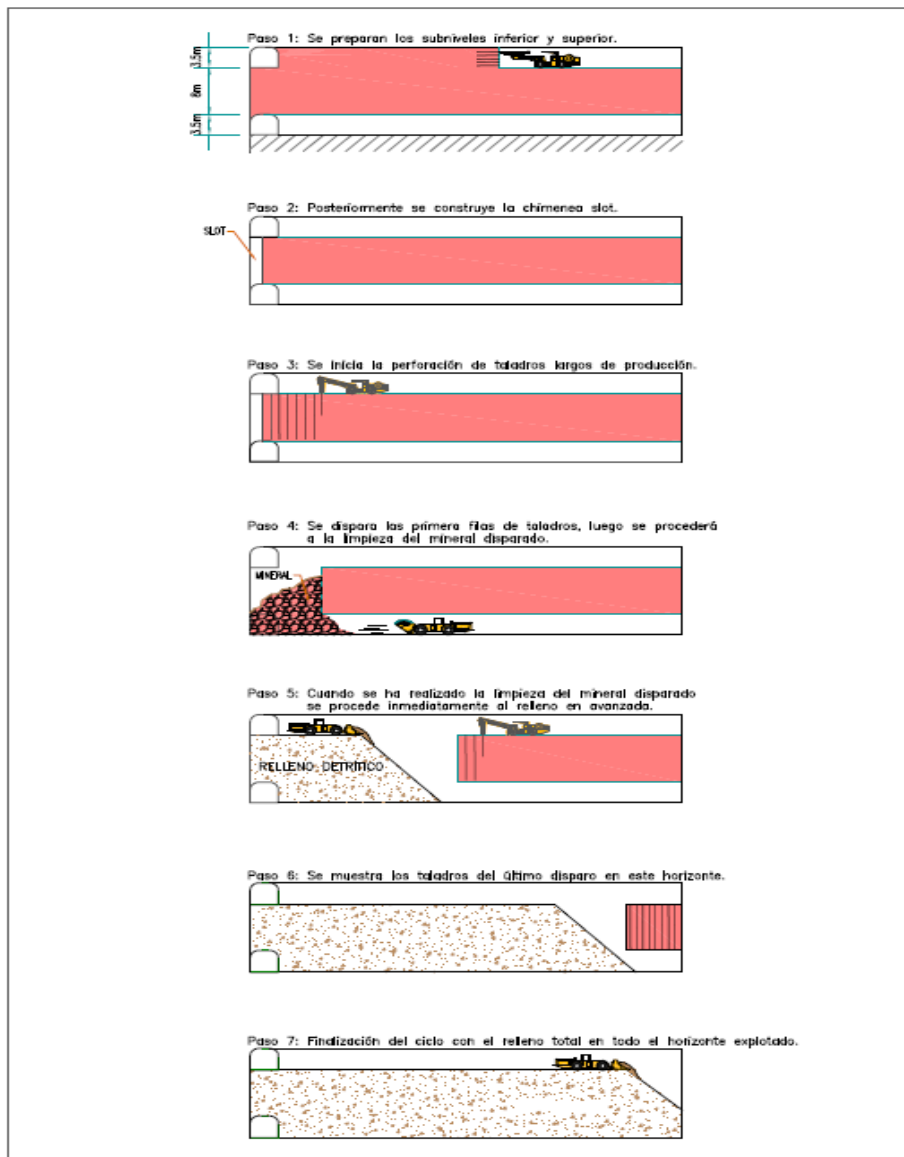 Paso 1: Se preparan los subniveles inferior y superior.
3.5m
6m
3.5m
Paso 2: Posteriormente se construye la chimenea slot.
SLOT
Paso 3: Se inicia la perforación de taladros largos de producción.
Paso 4: Se dispara las primera filas de taladros, luego se procederá
a la limpieza del mineral disparado.
MINERAL
Paso 5: Cuando se ha realizado la limpieza del mineral disparado
se procede inmediatamente al relleno en avanzada.
RELLENO DETRÍTICO
Paso 6: Se muestra los taladros del último disparo en este horizonte.
Paso 7: Finalización del ciclo con el relleno total en todo el horizonte explotado.